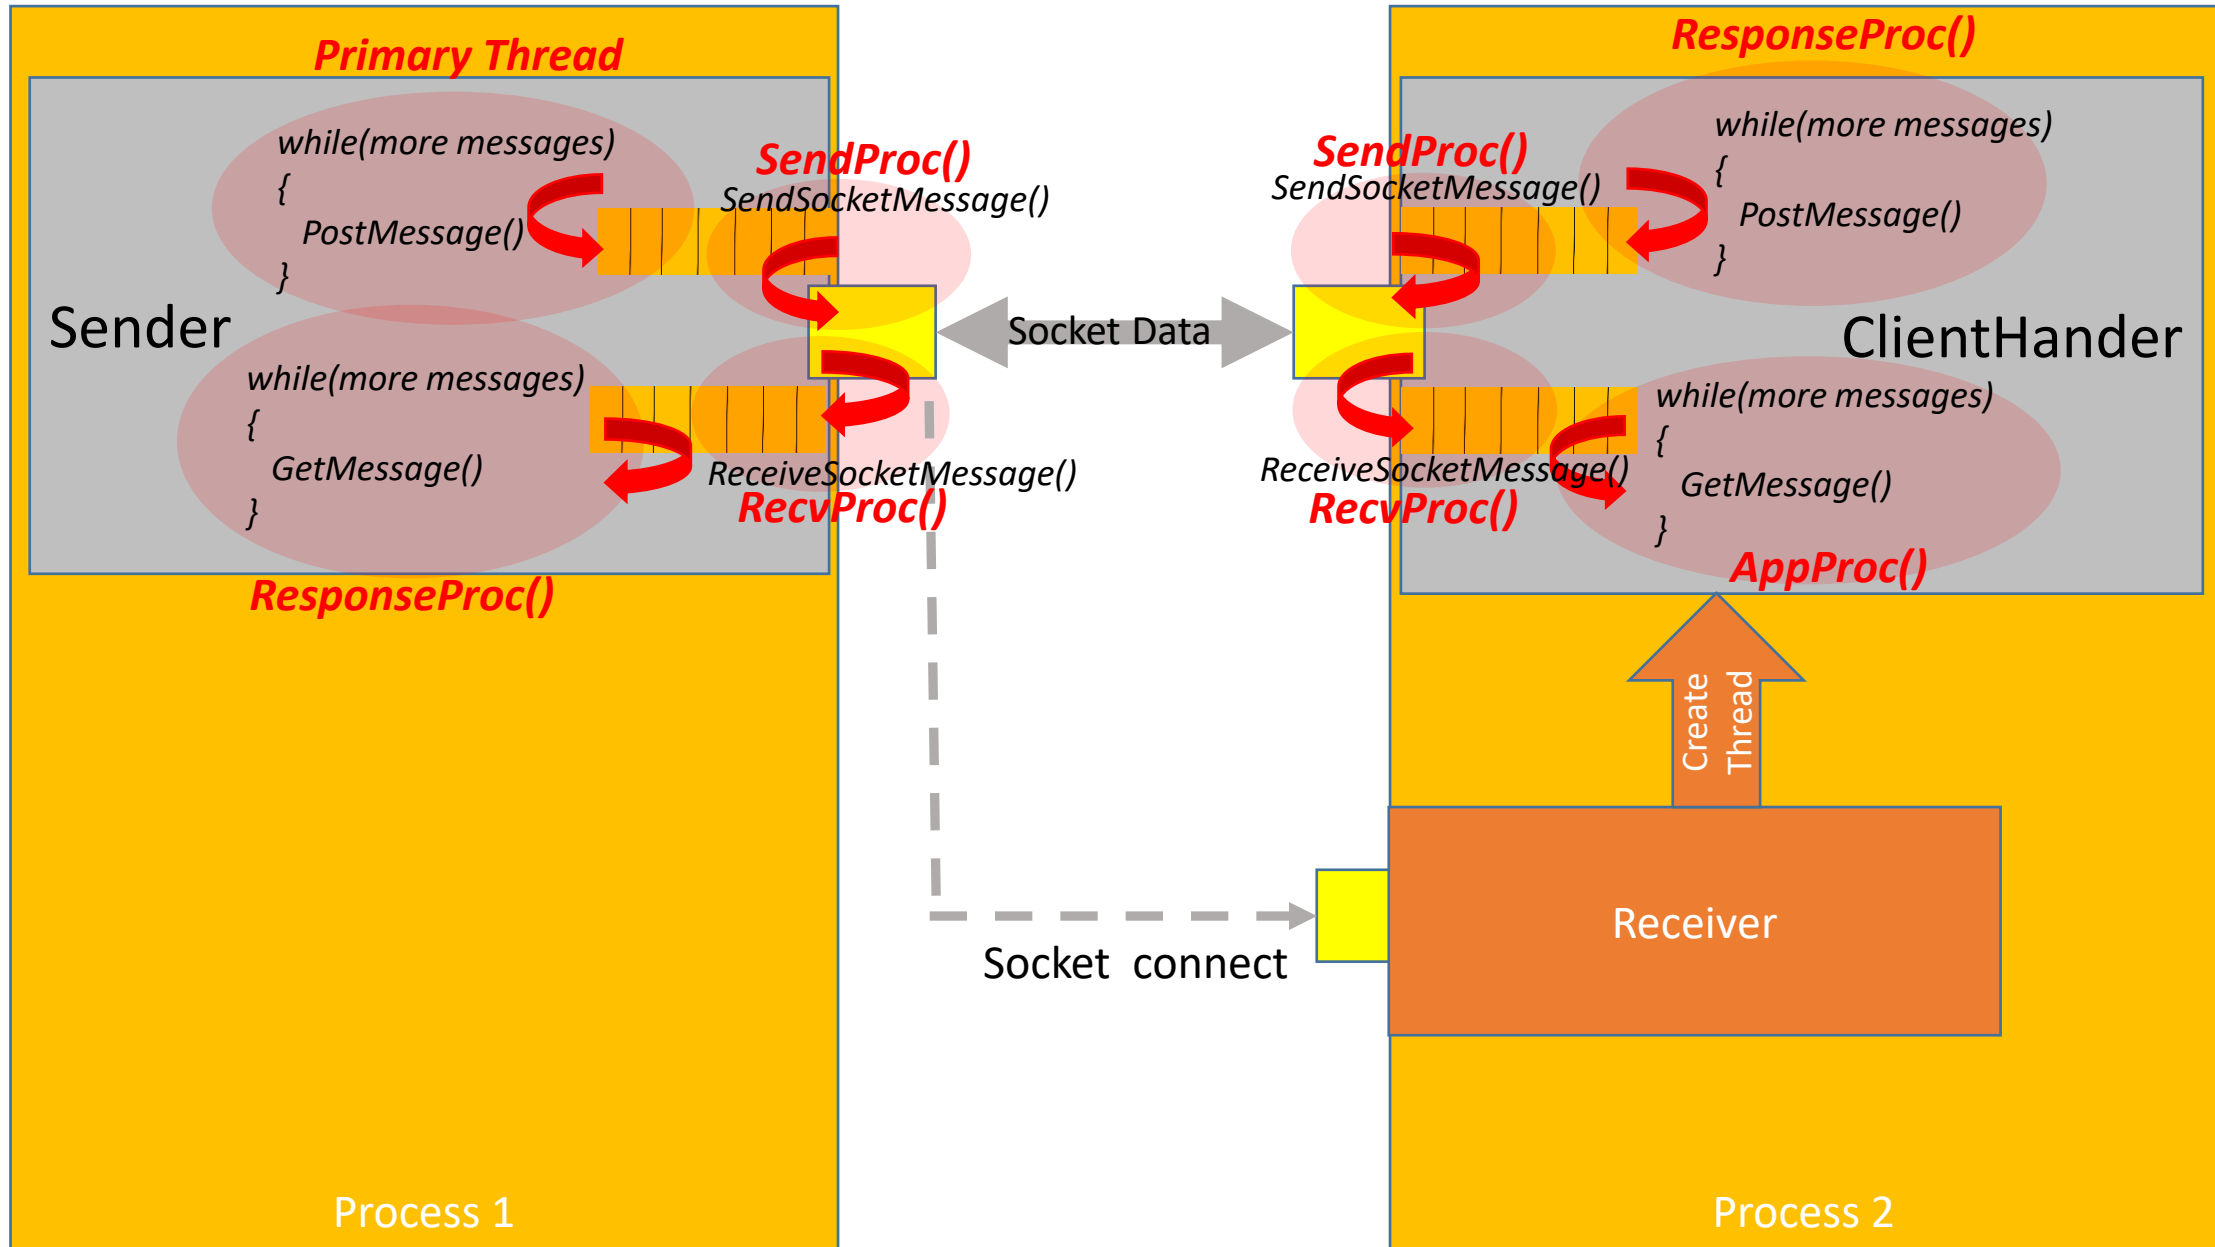 Primary Thread
while(more messages)
{
PostMessage()
}
SendProc()
SendSocketMessage()
Sender
while(more messages)
{
GetMessage()
}
ReceiveSocketMessage()
RecvProc()
ResponseProc()
Socket Data
ResponseProc()
while(more messages)
{
PostMessage()
}
SendProc()
SendSocketMessage()
ClientHander
while(more messages)
{
GetMessage()
}
ReceiveSocketMessage()
RecvProc()
AppProc()
Create
Thread
Receiver
Socket connect
Process 1
Process 2